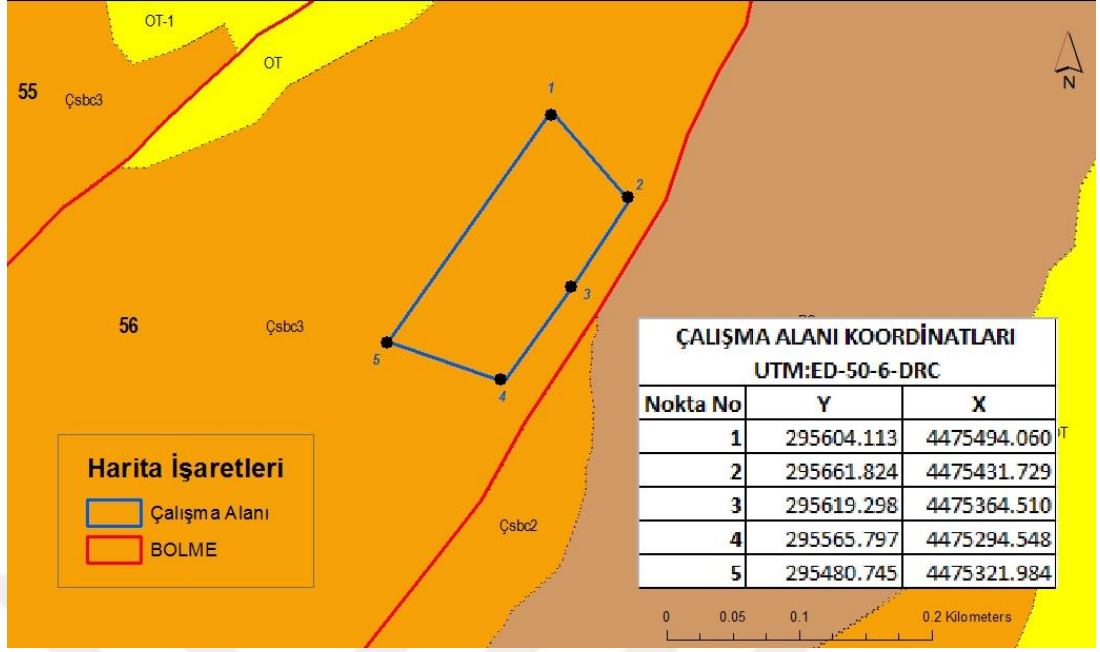 OT-1
OT
55
Çsbc3
1
N
2
3
56
Çsbc3
5
4
ÇALIŞMA ALANI KOORDİNATLARI
UTM:ED-50-6-DRC
Nokta No Y X
1 295604.113 4475494.060
2 295661.824 4475431.729
3 295619.298 4475364.510
4 295565.797 4475294.548
5 295480.745 4475321.984
Harita İşaretleri
Çalışma Alanı
BOLME
Çsbc2
0 0.05 0.1 0.2 Kilometers